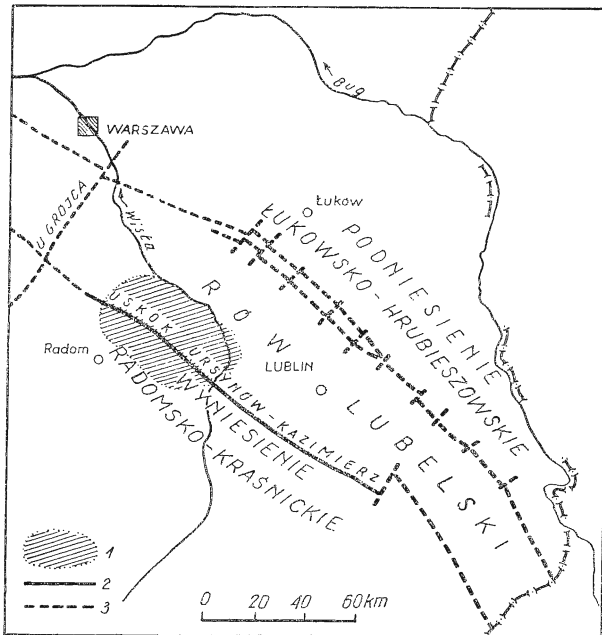 Bug
WARSZAWA
U GRÓJCA
Wisła
Łuków
PODNIESIENIE
ŁUKOWSKO-HRUBIESZOWSKIE
RÓW LUBELSKI
USKOK URSYNÓW-KAZIMIERZ
Radom
LUBLIN
WYNIESIENIE
RADOMSKO-KRAŚNICKIE
1
2
3
0 20 40 60km